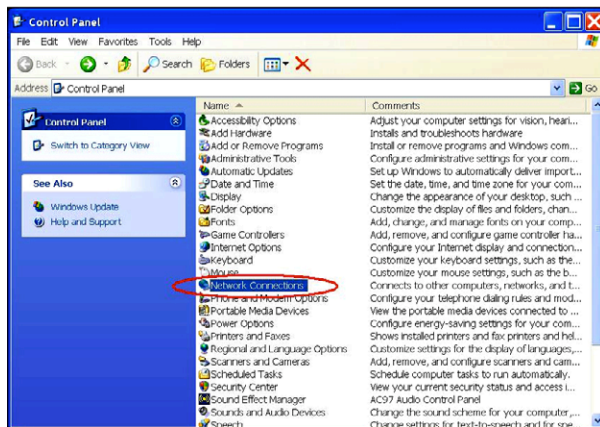 Control Panel
File Edit View Favorites Tools Help
Back Search Folders
Address Control Panel Go
Name Comments
Control Panel
Switch to Category View
See Also
Windows Update
Help and Support
Accessibility Options Adjust your computer settings for vision, heari...
Add Hardware Installs and troubleshoots hardware
Add or Remove Programs Install or remove programs and Windows com...
Administrative Tools Configure administrative settings for your com...
Automatic Updates Set up Windows to automatically deliver import...
Date and Time Set the date, time, and time zone for your com...
Display Change the appearance of your desktop, such ...
Folder Options Customize the display of files and folders, chan...
Fonts Add, change, and manage fonts on your comp...
Game Controllers Add, remove, and configure game controller ha...
Internet Options Configure your Internet display and connection...
Keyboard Customize your keyboard settings, such as the...
Mouse Customize your mouse settings, such as the b...
Network Connections Connects to other computers, networks, and t...
Phone and Modem Options Configure your telephone dialing rules and mod...
Portable Media Devices View the portable media devices connected to ...
Power Options Configure energy-saving settings for your com...
Printers and Faxes Shows installed printers and fax printers and hel...
Regional and Language Options Customize settings for the display of languages,...
Scanners and Cameras Add, remove, and configure scanners and cam...
Scheduled Tasks Schedule computer tasks to run automatically.
Security Center View your current security status and access i...
Sound Effect Manager AC97 Audio Control Panel
Sounds and Audio Devices Change the sound scheme for your computer,...
Speech Change settings for text-to-speech and for spe...